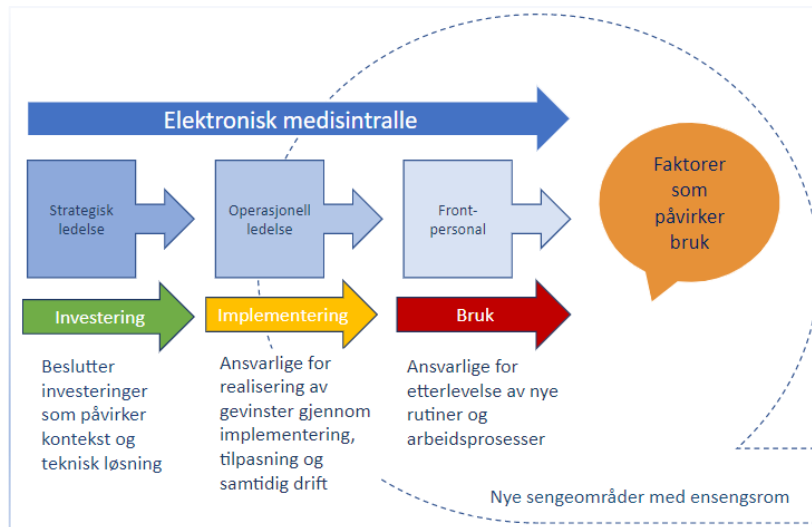 Elektronisk medisintralle
Strategisk
ledelse
Operasjonell
ledelse
Front-
personal
Faktorer
som
påvirker
bruk
Investering
Implementering
Bruk
Beslutter
investeringer
som påvirker
kontekst og
teknisk løsning
Ansvarlige for
realisering av
gevinster gjennom
implementering,
tilpasning og
samtidig drift
Ansvarlige for
etterlevelse av nye
rutiner og
arbeidsprosesser
Nye sengeområder med ensengsrom